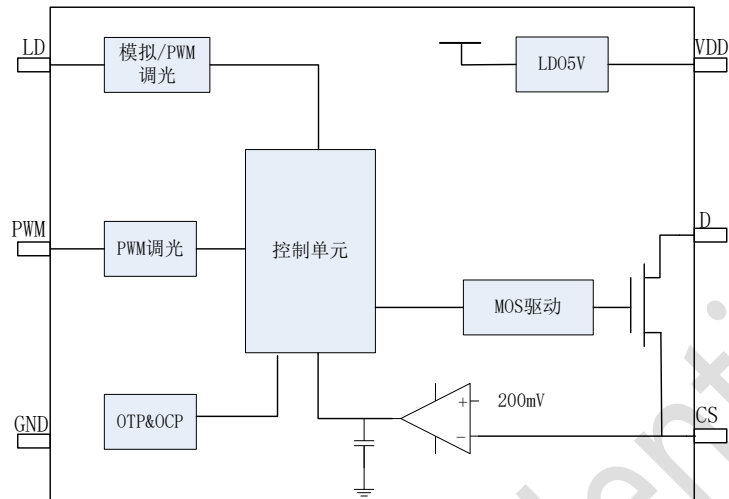 LD
模拟/PWM
调光
LDO5V
VDD
PWM
PWM调光
控制单元
D
MOS驱动
GND
OTP&OCP
200mV
+
-
CS